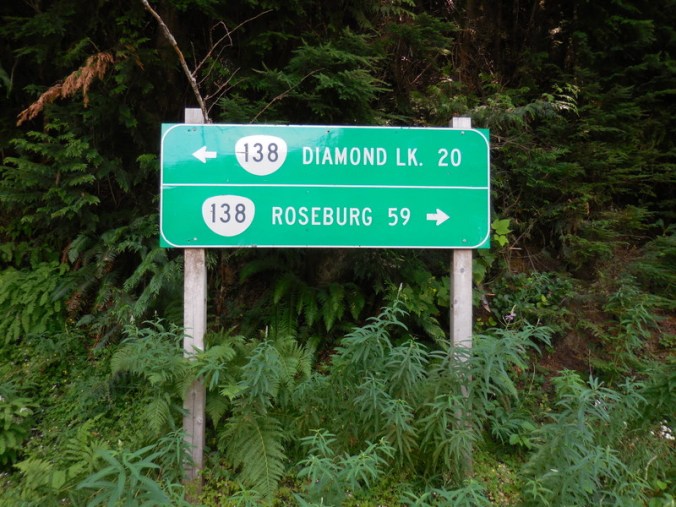 138 DIAMOND LK. 20
138 ROSEBURG 59